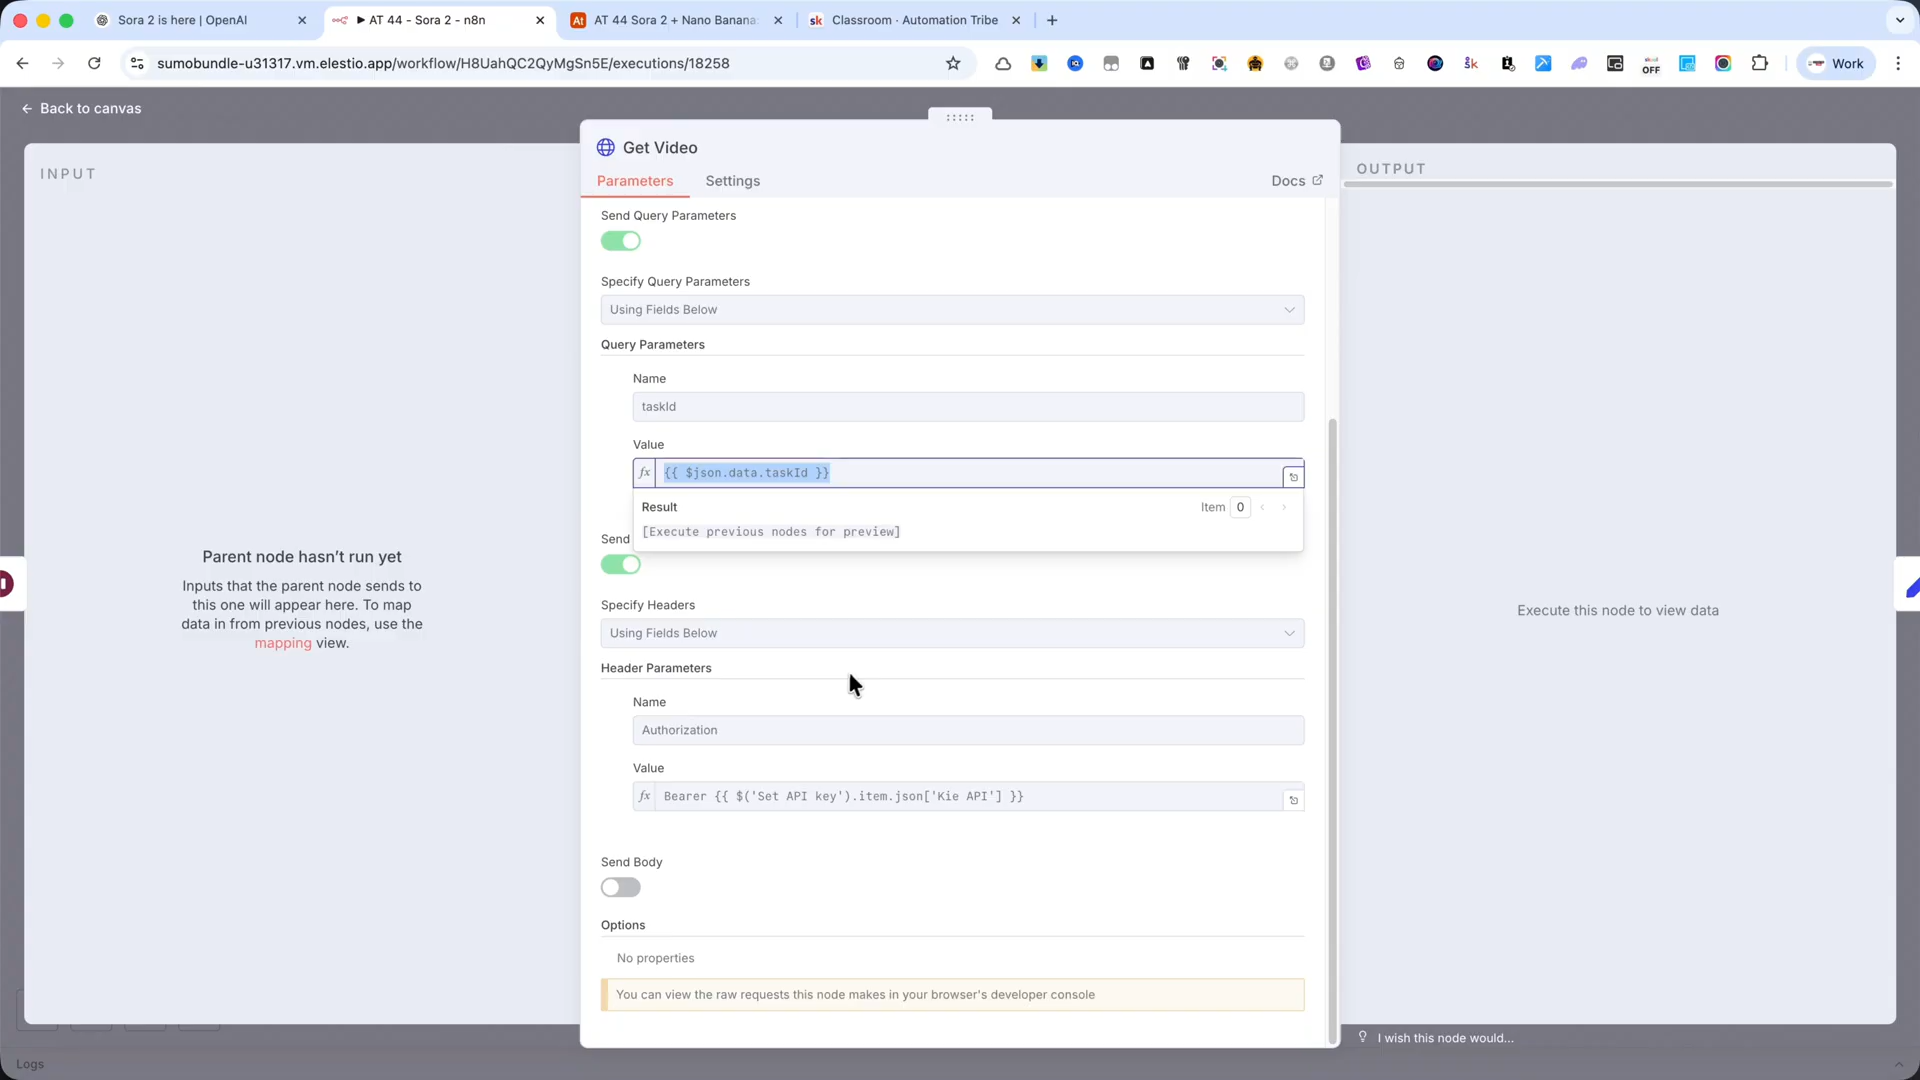 Sora 2 is here | OpenAI
▶ AT 44 - Sora 2 - n8n
At
AT 44 Sora 2 + Nano Banana:
sk
Classroom · Automation Tribe
sumobundle-u31317.vm.elestio.app/workflow/H8UahQC2QyMgSn5E/executions/18258
sk
OFF
Work
Back to canvas
INPUT
Get Video
OUTPUT
Parameters
Settings
Docs
Send Query Parameters
Specify Query Parameters
Using Fields Below
Query Parameters
Name
taskId
Value
fx
{{ $json.data.taskId }}
Result
Item
0
[Execute previous nodes for preview]
Send
Parent node hasn't run yet
Inputs that the parent node sends to
this one will appear here. To map
data in from previous nodes, use the
mapping view.
Execute this node to view data
Specify Headers
Using Fields Below
Header Parameters
Name
Authorization
Value
fx
Bearer {{ $('Set API key').item.json['Kie API'] }}
Send Body
Options
No properties
You can view the raw requests this node makes in your browser's developer console
I wish this node would...
Logs